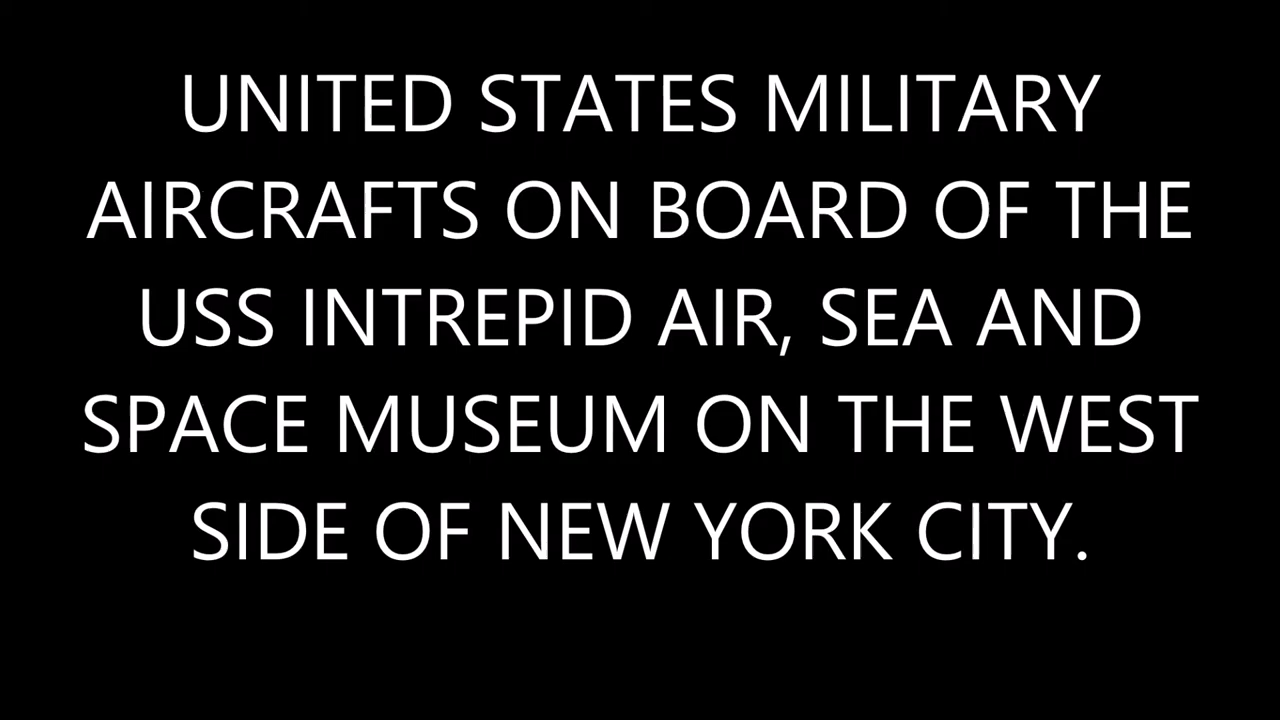 UNITED STATES MILITARY
AIRCRAFTS ON BOARD OF THE
USS INTREPID AIR, SEA AND
SPACE MUSEUM ON THE WEST
SIDE OF NEW YORK CITY.